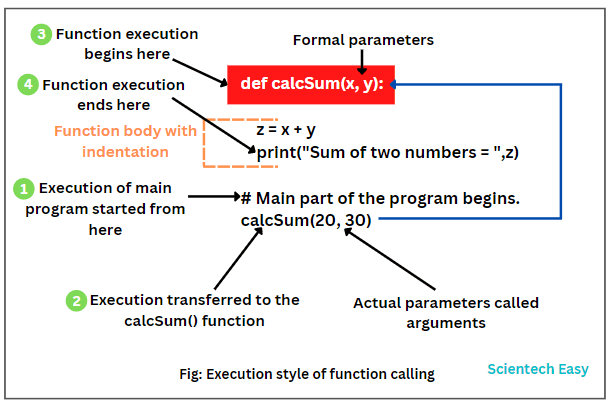 3 Function execution
begins here
Formal parameters
def calcSum(x, y):
4 Function execution
ends here
Function body with
indentation
z = x + y
print("Sum of two numbers = ",z)
1 Execution of main
program started from
here
# Main part of the program begins.
calcSum(20, 30)
2 Execution transferred to the
calcSum() function
Actual parameters called
arguments
Fig: Execution style of function calling
Scientech Easy